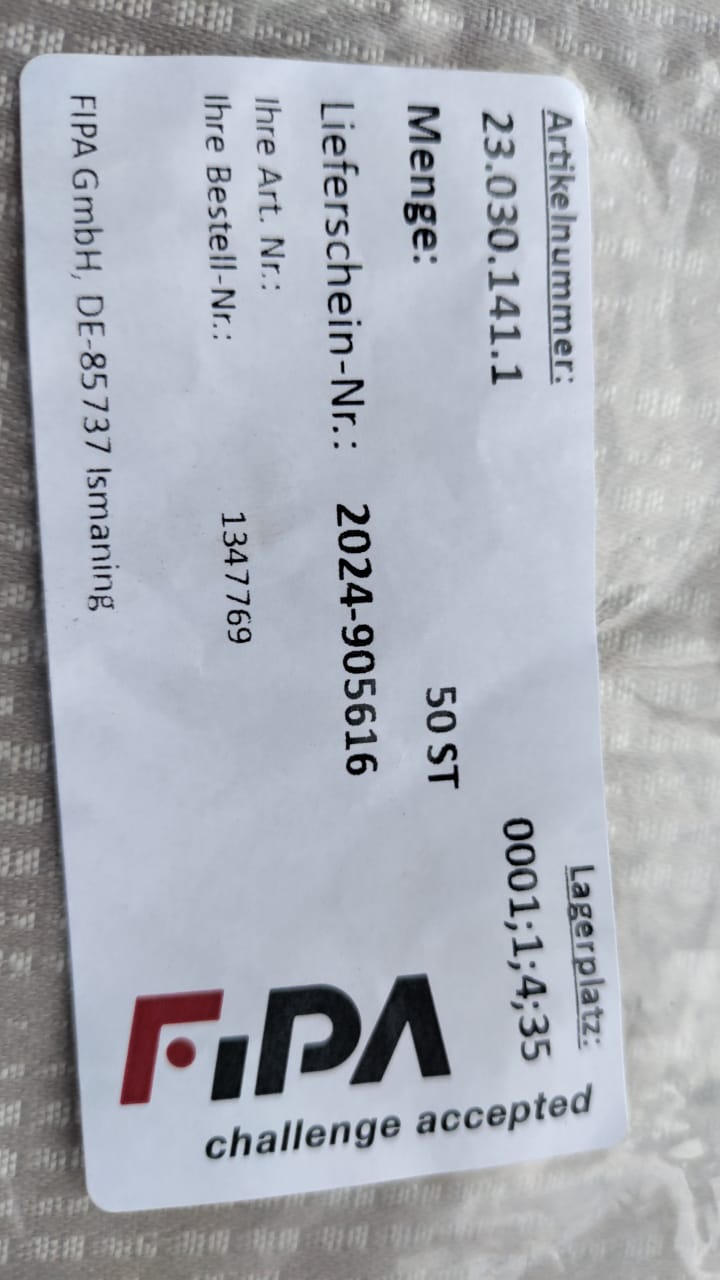 Artikelnummer: Lagerplatz:
23.030.141.1 0001;1;4;35
Menge: 50 ST
Lieferschein-Nr.: 2024-905616
Ihre Art. Nr.:
Ihre Bestell-Nr.: 1347769
FIPA GmbH, DE-85737 Ismaning
FIPA
challenge accepted